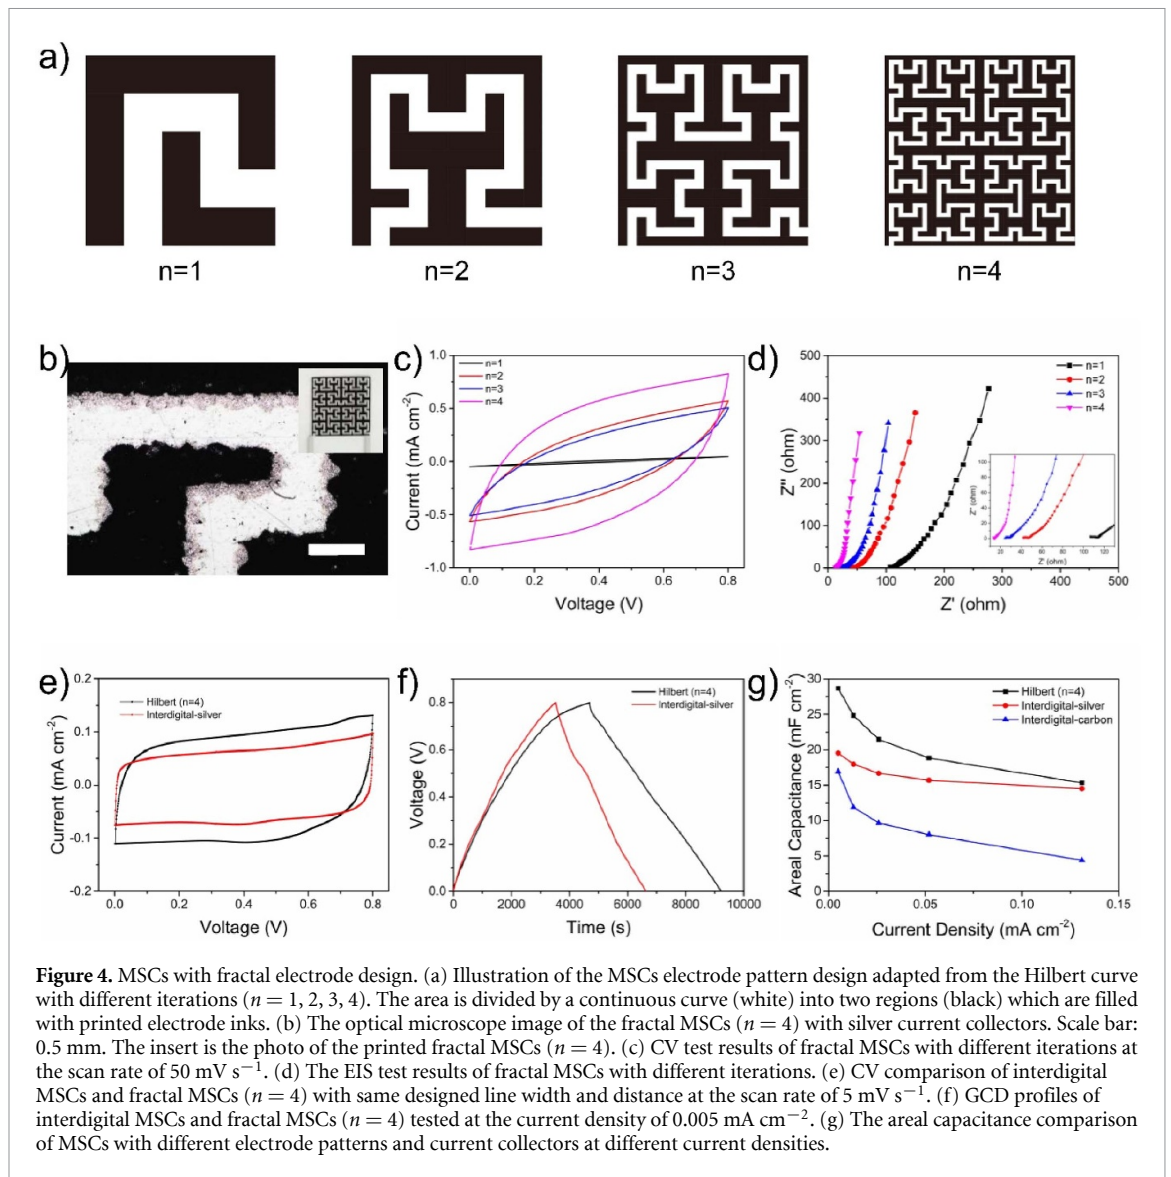 a)
n=1
n=2
n=3
n=4
b)
c)
1.0
0.5
0.0
-0.5
-1.0
Current (mA cm-2)
n=1
n=2
n=3
n=4
0.0 0.2 0.4 0.6 0.8
Voltage (V)
d)
500
400
300
200
100
0
Z'' (ohm)
n=1
n=2
n=3
n=4
100
80
60
40
20
0
Z'' (ohm)
20 40 60 80 100 120
Z' (ohm)
0 100 200 300 400 500
Z' (ohm)
e)
0.2
0.1
0.0
-0.1
-0.2
Current (mA cm-2)
Hilbert (n=4)
Interdigital-silver
0.0 0.2 0.4 0.6 0.8
Voltage (V)
f)
0.8
0.6
0.4
0.2
0.0
Voltage (V)
Hilbert (n=4)
Interdigital-silver
0 2000 4000 6000 8000 10000
Time (s)
g)
30
25
20
15
10
5
0
Areal Capacitance (mF cm-2)
Hilbert (n=4)
Interdigital-silver
Interdigital-carbon
0.00 0.05 0.10 0.15
Current Density (mA cm-2)
Figure 4. MSCs with fractal electrode design. (a) Illustration of the MSCs electrode pattern design adapted from the Hilbert curve
with different iterations (n = 1, 2, 3, 4). The area is divided by a continuous curve (white) into two regions (black) which are filled
with printed electrode inks. (b) The optical microscope image of the fractal MSCs (n = 4) with silver current collectors. Scale bar:
0.5 mm. The insert is the photo of the printed fractal MSCs (n = 4). (c) CV test results of fractal MSCs with different iterations at
the scan rate of 50 mV s−1. (d) The EIS test results of fractal MSCs with different iterations. (e) CV comparison of interdigital
MSCs and fractal MSCs (n = 4) with same designed line width and distance at the scan rate of 5 mV s−1. (f) GCD profiles of
interdigital MSCs and fractal MSCs (n = 4) tested at the current density of 0.005 mA cm−2. (g) The areal capacitance comparison
of MSCs with different electrode patterns and current collectors at different current densities.